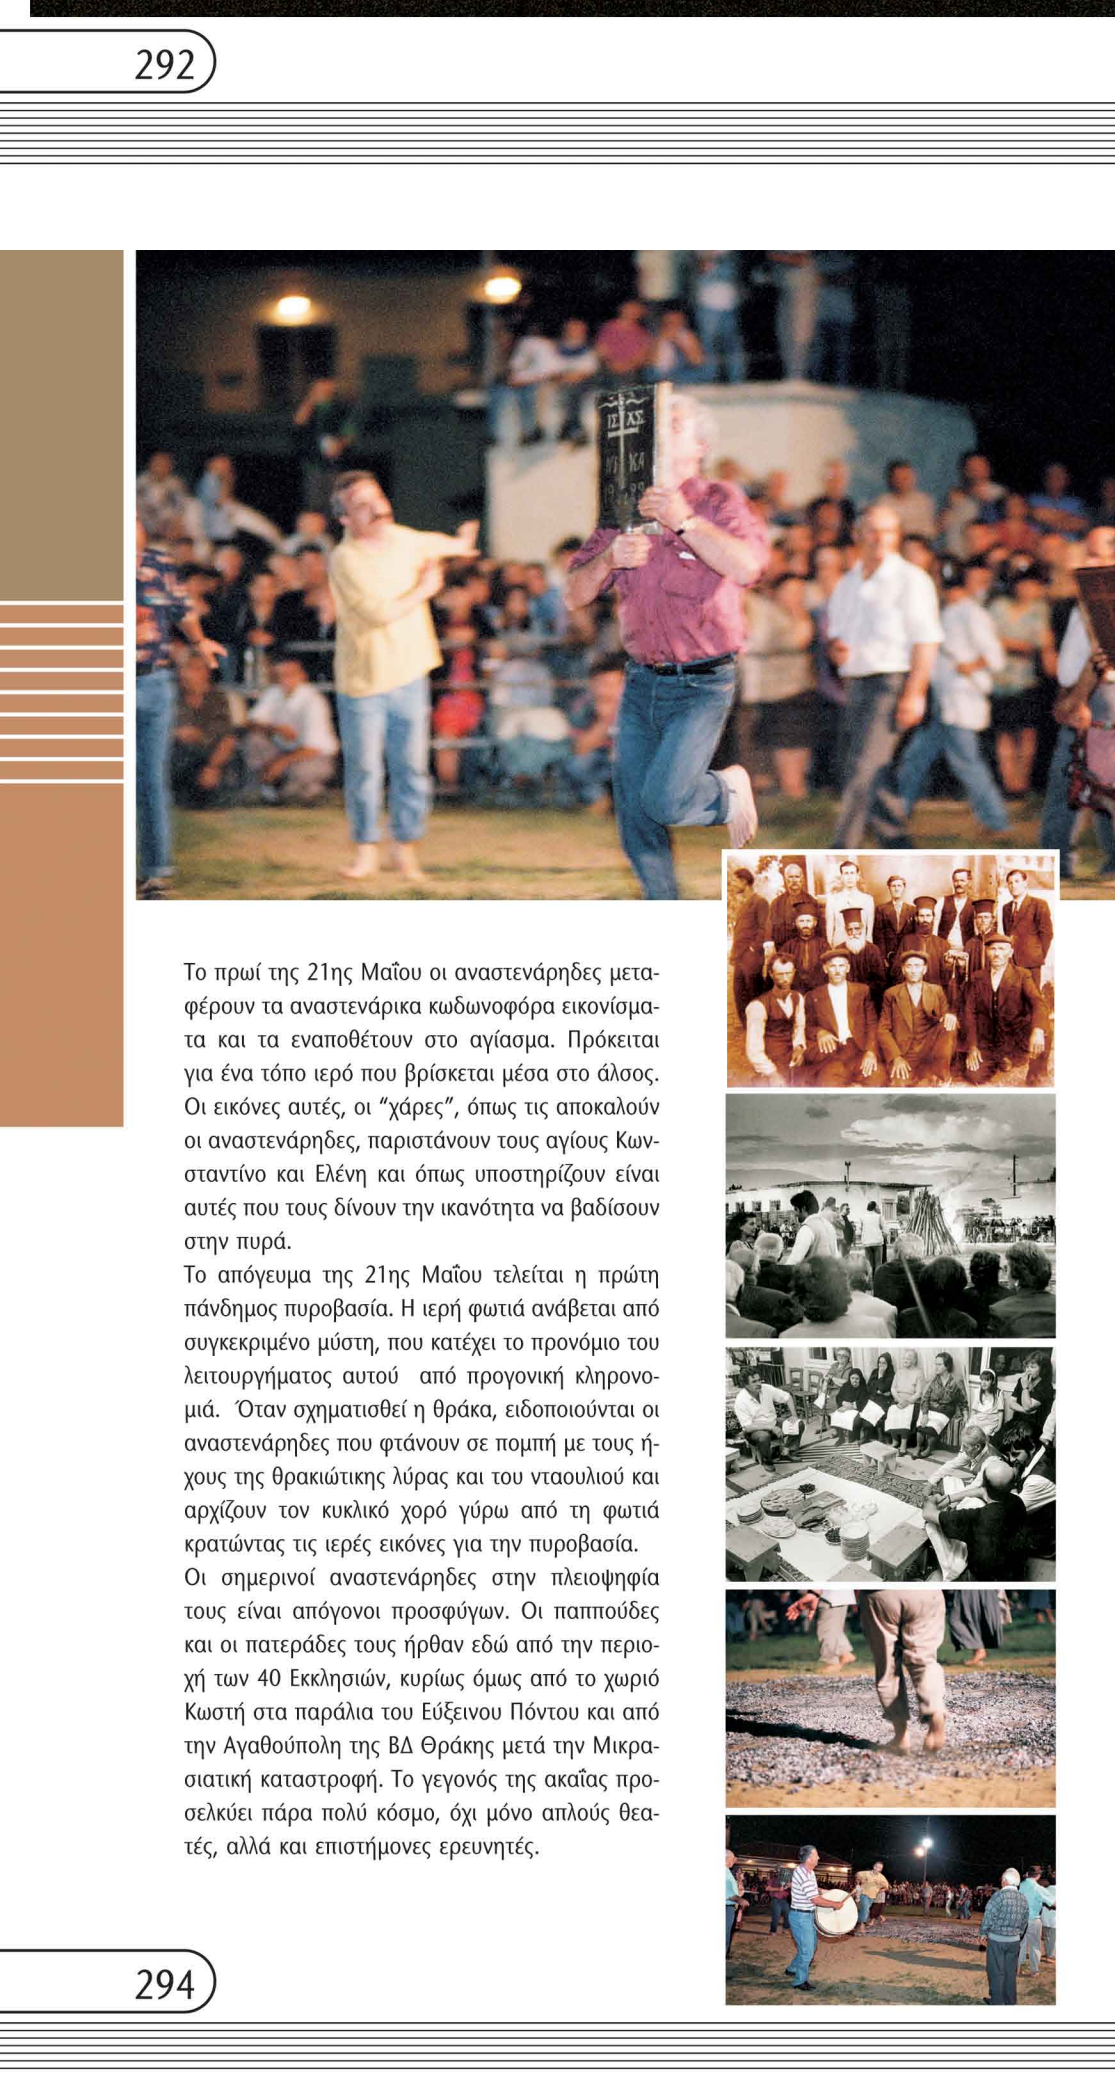 292
ΙΣ ΧΣ
ΝΙ ΚΑ
Το πρωί της 21ης Μαΐου οι αναστενάρηδες μετα-
φέρουν τα αναστενάρικα κωδωνοφόρα εικονίσμα-
τα και τα εναποθέτουν στο αγίασμα. Πρόκειται
για ένα τόπο ιερό που βρίσκεται μέσα στο άλσος.
Οι εικόνες αυτές, οι “χάρες”, όπως τις αποκαλούν
οι αναστενάρηδες, παριστάνουν τους αγίους Κων-
σταντίνο και Ελένη και όπως υποστηρίζουν είναι
αυτές που τους δίνουν την ικανότητα να βαδίσουν
στην πυρά.
Το απόγευμα της 21ης Μαΐου τελείται η πρώτη
πάνδημος πυροβασία. Η ιερή φωτιά ανάβεται από
συγκεκριμένο μύστη, που κατέχει το προνόμιο του
λειτουργήματος αυτού από προγονική κληρονο-
μιά. Όταν σχηματισθεί η θράκα, ειδοποιούνται οι
αναστενάρηδες που φτάνουν σε πομπή με τους ή-
χους της θρακιώτικης λύρας και του νταουλιού και
αρχίζουν τον κυκλικό χορό γύρω από τη φωτιά
κρατώντας τις ιερές εικόνες για την πυροβασία.
Οι σημερινοί αναστενάρηδες στην πλειοψηφία
τους είναι απόγονοι προσφύγων. Οι παππούδες
και οι πατεράδες τους ήρθαν εδώ από την περιο-
χή των 40 Εκκλησιών, κυρίως όμως από το χωριό
Κωστή στα παράλια του Εύξεινου Πόντου και από
την Αγαθούπολη της ΒΔ Θράκης μετά την Μικρα-
σιατική καταστροφή. Το γεγονός της ακαΐας προ-
σελκύει πάρα πολύ κόσμο, όχι μόνο απλούς θεα-
τές, αλλά και επιστήμονες ερευνητές.
294